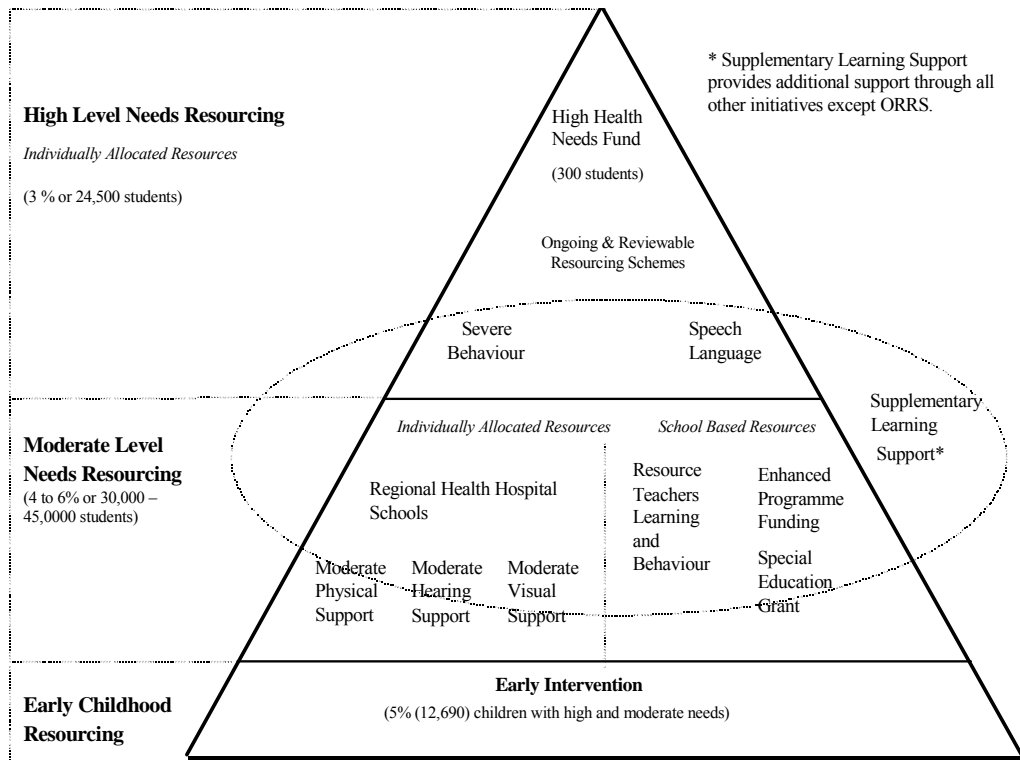 * Supplementary Learning Support
provides additional support through all
other initiatives except ORRS.
High Level Needs Resourcing
Individually Allocated Resources
(3 % or 24,500 students)
High Health
Needs Fund
(300 students)
Ongoing & Reviewable
Resourcing Schemes
Severe
Behaviour
Speech
Language
Supplementary
Learning
Support*
Moderate Level
Needs Resourcing
(4 to 6% or 30,000 –
45,0000 students)
Individually Allocated Resources
Regional Health Hospital
Schools
Moderate
Physical
Support
Moderate
Hearing
Support
Moderate
Visual
Support
School Based Resources
Resource
Teachers
Learning
and
Behaviour
Enhanced
Programme
Funding
Special
Education
Grant
Early Childhood
Resourcing
Early Intervention
(5% (12,690) children with high and moderate needs)